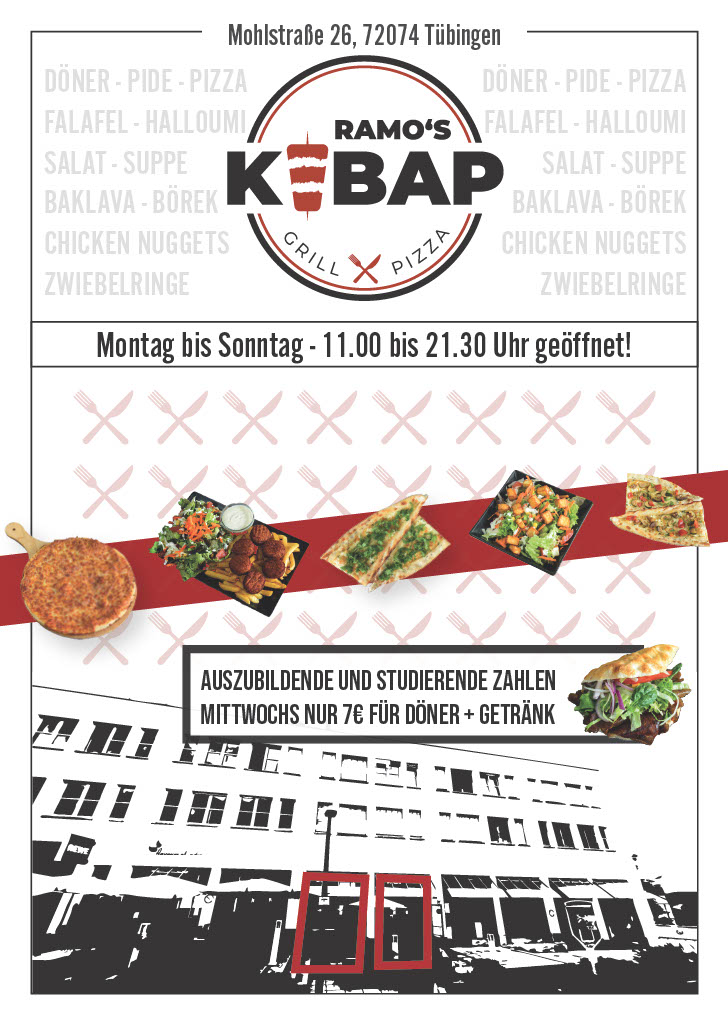 Mohlstraße 26, 72074 Tübingen
DÖNER - PIDE - PIZZA
FALAFEL - HALLOUMI
SALAT - SUPPE
BAKLAVA - BÖREK
CHICKEN NUGGETS
ZWIEBELRINGE
RAMO‘S
KEBAP
GRILL PIZZA
DÖNER - PIDE - PIZZA
FALAFEL - HALLOUMI
SALAT - SUPPE
BAKLAVA - BÖREK
CHICKEN NUGGETS
ZWIEBELRINGE
Montag bis Sonntag - 11.00 bis 21.30 Uhr geöffnet!
AUSZUBILDENDE UND STUDIERENDE ZAHLEN
MITTWOCHS NUR 7€ FÜR DÖNER + GETRÄNK